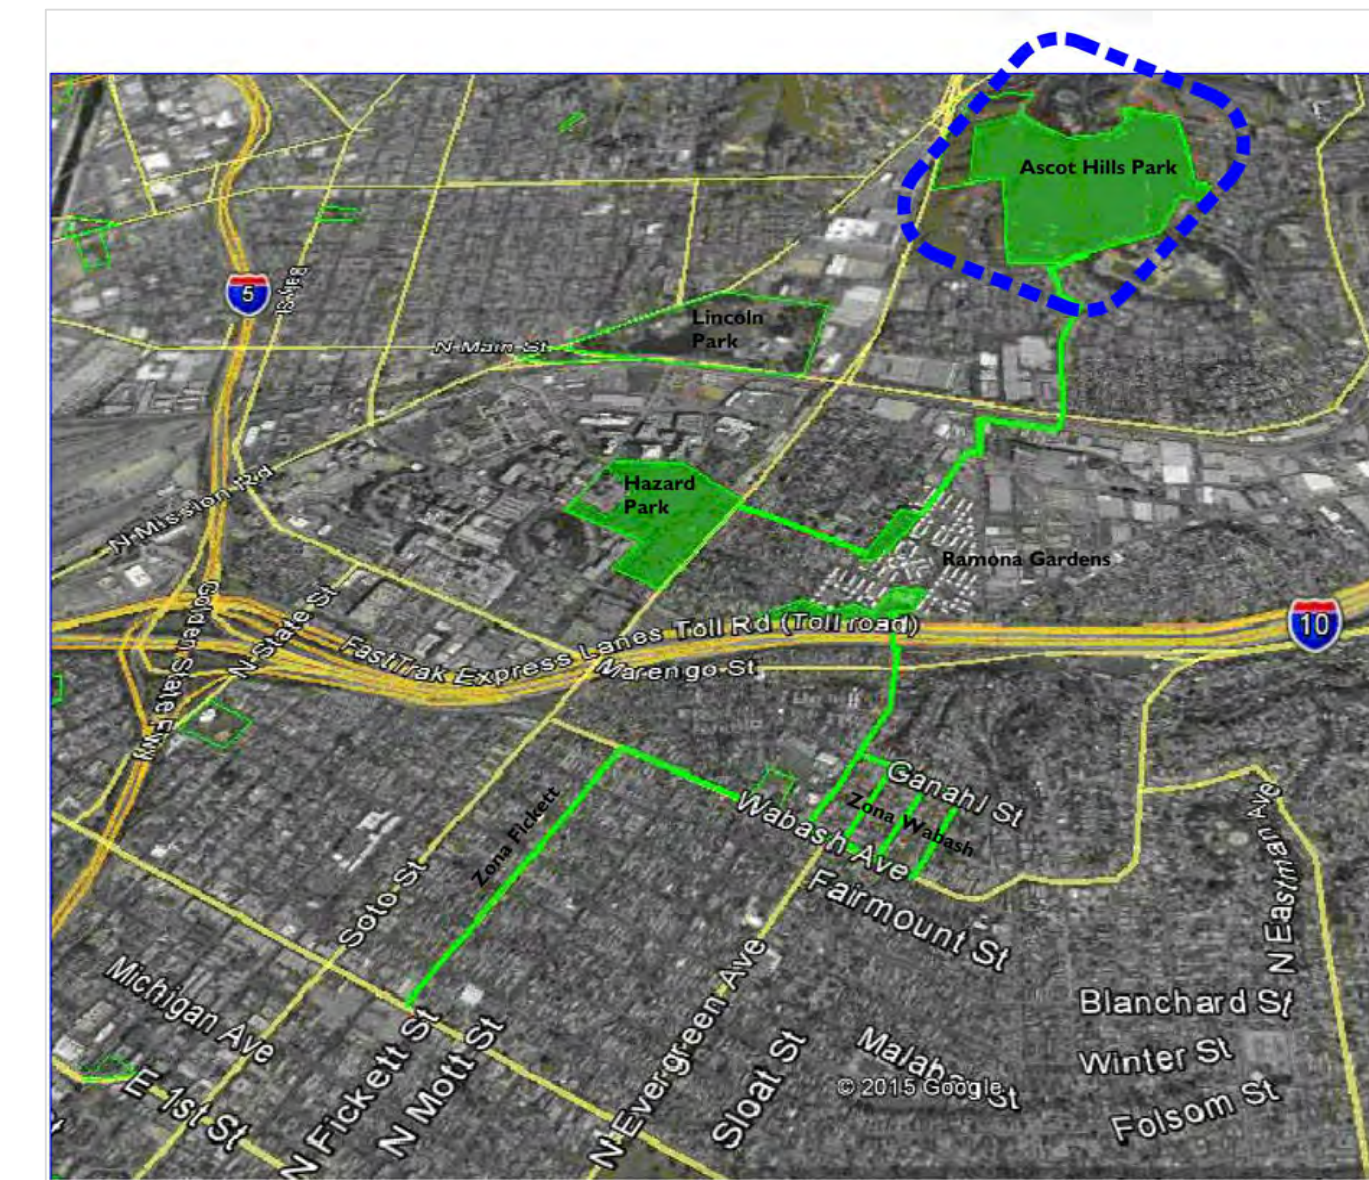 Ascot Hills Park
5
Lincoln
Park
N Main St
Hazard
Park
N Mission Rd
Ramona Gardens
Golden State Fwy
N State St
FastTrak Express Lanes Toll Rd (Toll road)
10
Marengo St
Ganahl St
Zona Fickett
Zona Wabash
Wabash Ave
N Eastman Ave
Soto St
Fairmount St
Michigan Ave
Blanchard St
N Fickett St
N Mott St
N Evergreen Ave
Sloat St
Winter St
© 2015 Google
E 1st St
Folsom St